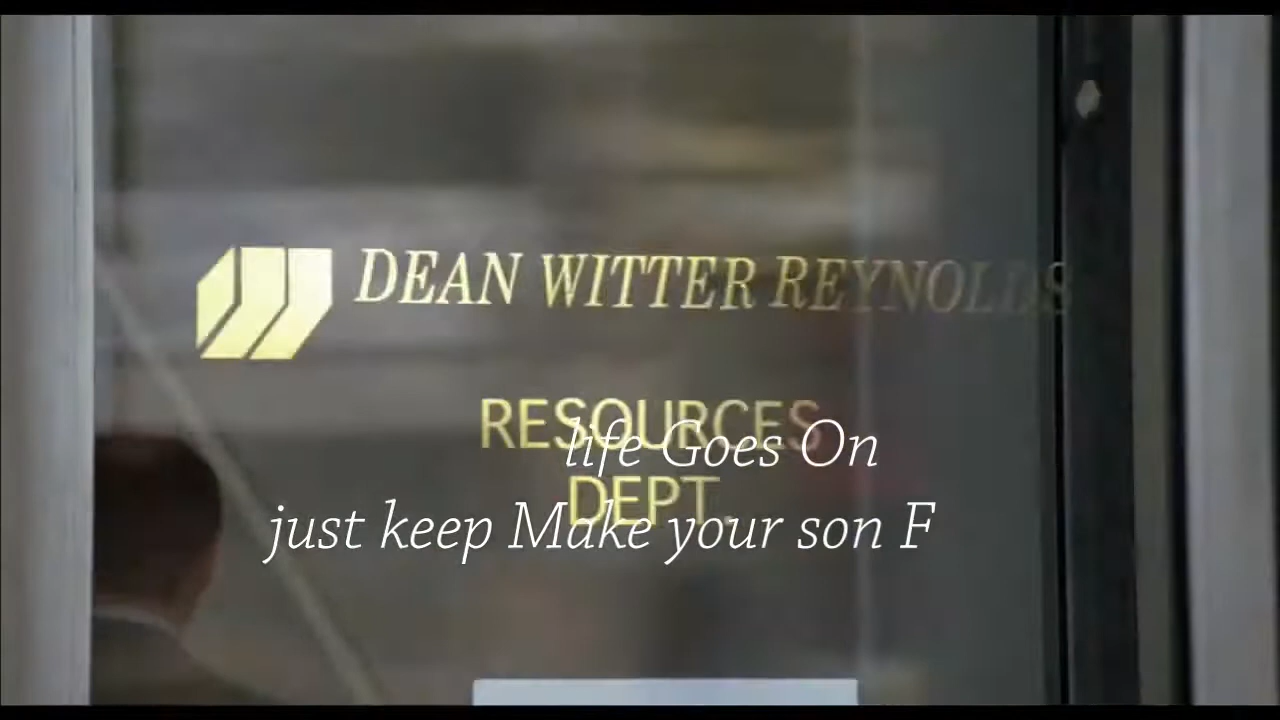 DEAN WITTER REYNOLDS
RESOURCES
life Goes On
DEPT.
just keep Make your son F